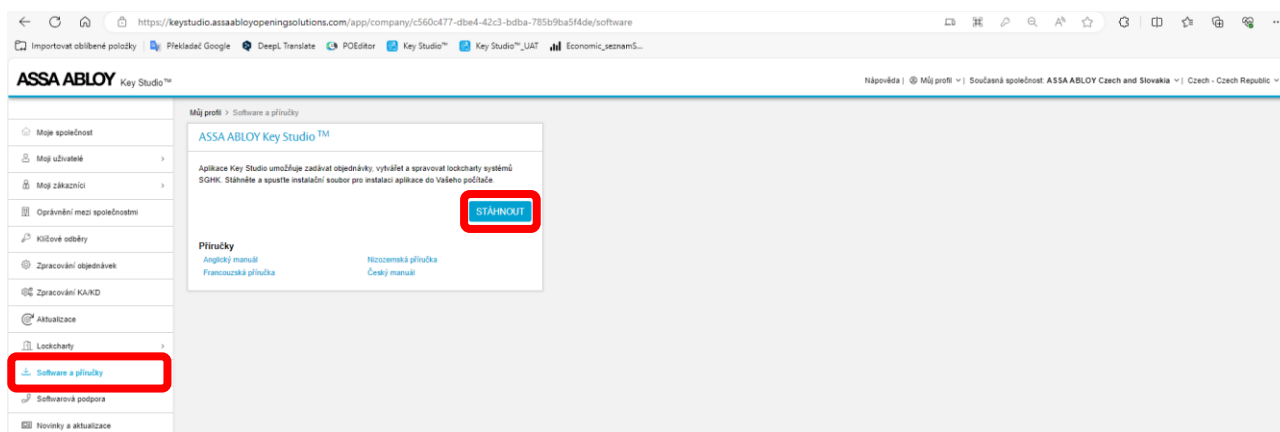 https://keystudio.assaabloyopeningsolutions.com/app/company/c560c477-dbe4-42c3-bdba-785b9ba5f4de/software
Importovat oblíbené položky Překladač Google DeepL Translate POEditor Key Studio™ Key Studio™_UAT Economic_seznamS...
ASSA ABLOY Key Studio™ Nápověda | Můj profil | Současná společnost: ASSA ABLOY Czech and Slovakia | Czech - Czech Republic
Můj profil > Software a příručky
Moje společnost
Moji uživatelé
Moji zákazníci
Oprávnění mezi společnostmi
Klíčové odběry
Zpracování objednávek
Zpracování KA/KD
Aktualizace
Lockcharty
Software a příručky
Softwarová podpora
Novinky a aktualizace
ASSA ABLOY Key Studio TM
Aplikace Key Studio umožňuje zadávat objednávky, vytvářet a spravovat lockcharty systémů
SGHK. Stáhněte a spusťte instalační soubor pro instalaci aplikace do Vašeho počítače.
STÁHNOUT
Příručky
Anglický manuál Nizozemská příručka
Francouzská příručka Český manuál